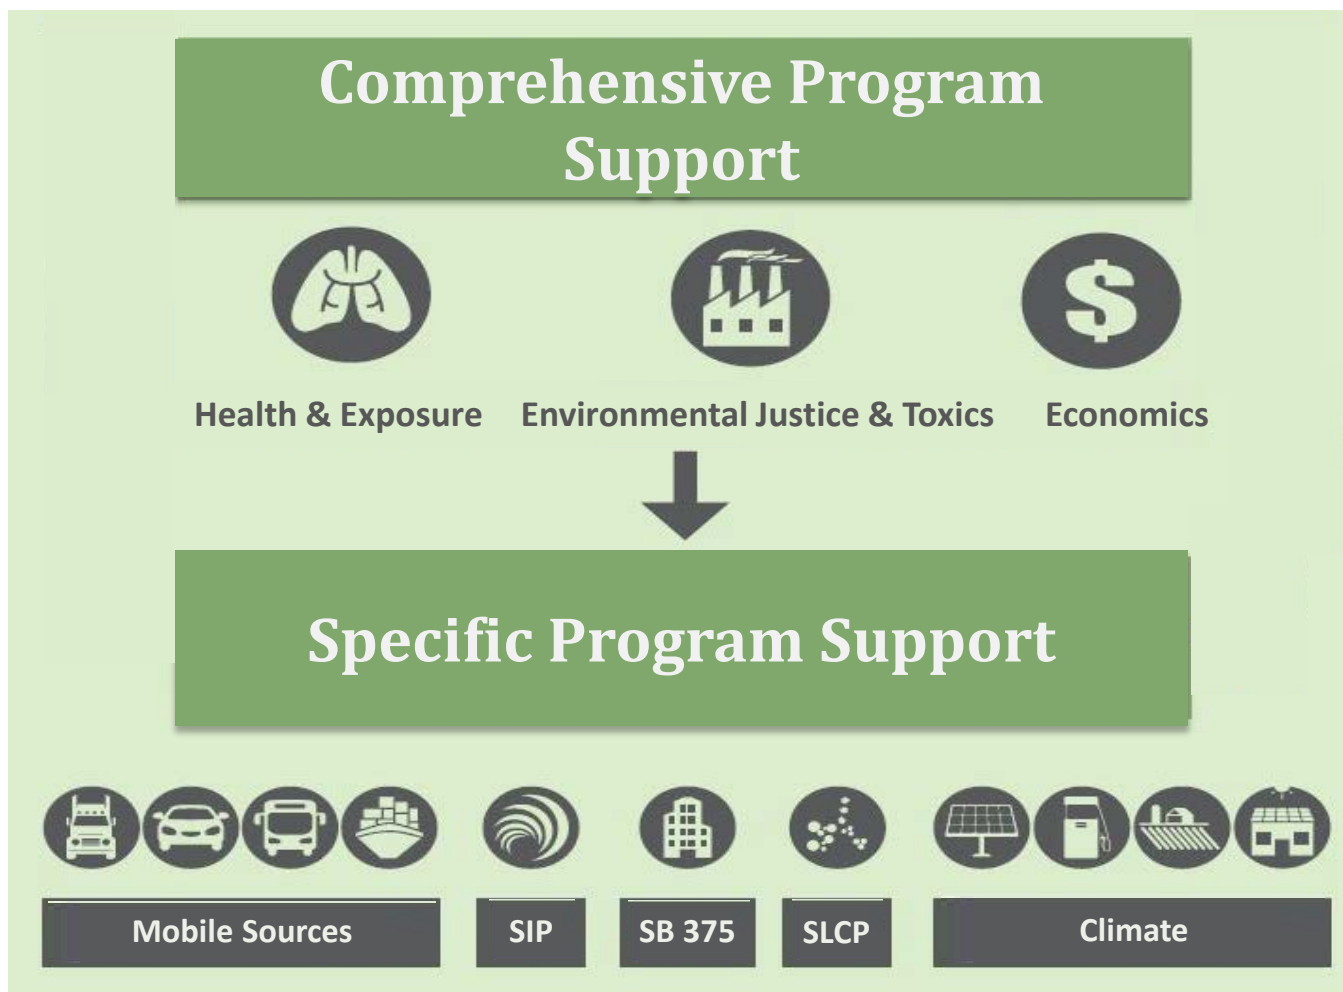 Comprehensive Program
Support
Health & Exposure
Environmental Justice & Toxics
Economics
Specific Program Support
Mobile Sources
SIP
SB 375
SLCP
Climate